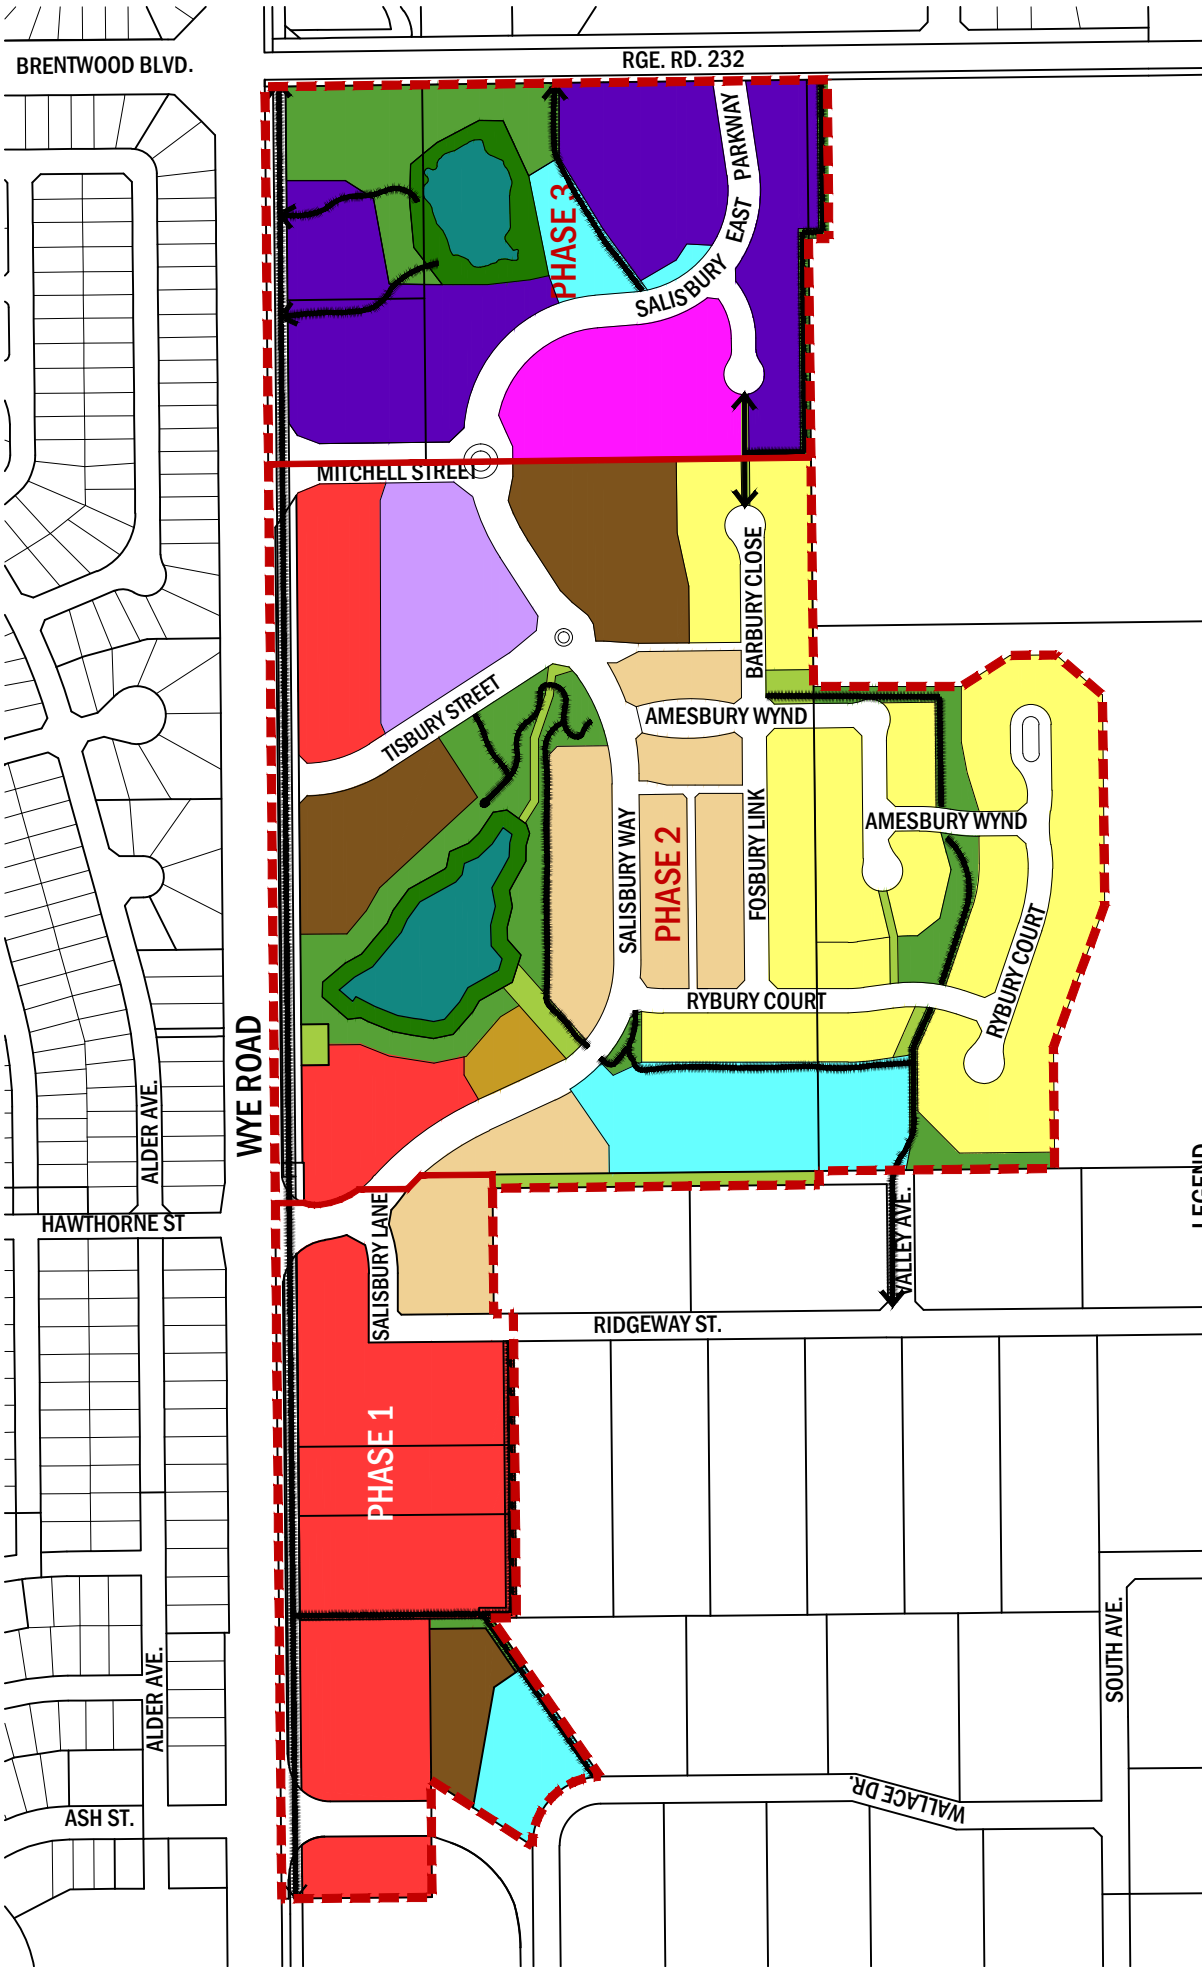 BRENTWOOD BLVD.
RGE. RD. 232
PARKWAY
EAST
SALISBURY
PHASE 3
MITCHELL STREET
BARBURY CLOSE
TISBURY STREET
AMESBURY WYND
AMESBURY WYND
SALISBURY WAY
PHASE 2
FOSBURY LINK
RYBURY COURT
RYBURY COURT
WYE ROAD
ALDER AVE.
LEGEND
HAWTHORNE ST
SALISBURY LANE
VALLEY AVE.
RIDGEWAY ST.
PHASE 1
ALDER AVE.
SOUTH AVE.
WALLACE DR.
ASH ST.